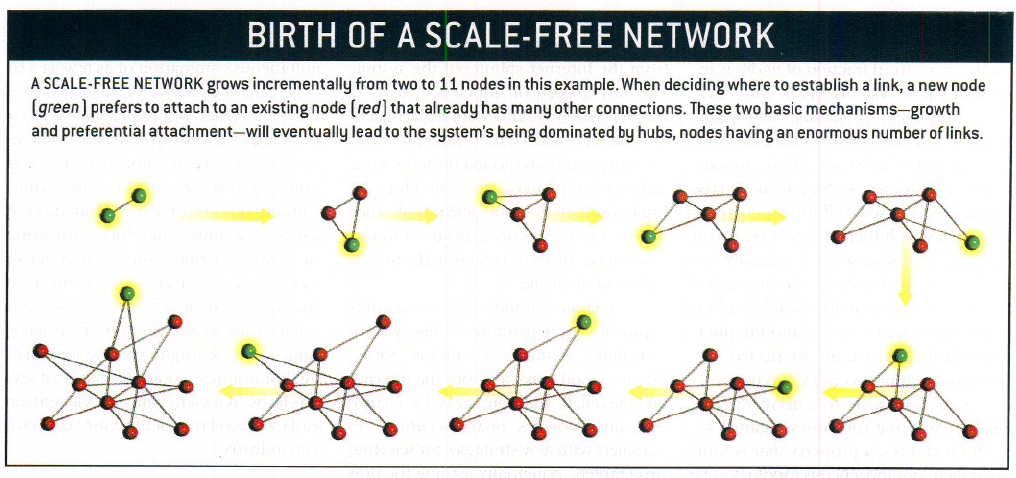 BIRTH OF A SCALE-FREE NETWORK
A SCALE-FREE NETWORK grows incrementally from two to 11 nodes in this example. When deciding where to establish a link, a new node
(green) prefers to attach to an existing node (red) that already has many other connections. These two basic mechanisms—growth
and preferential attachment—will eventually lead to the system's being dominated by hubs, nodes having an enormous number of links.